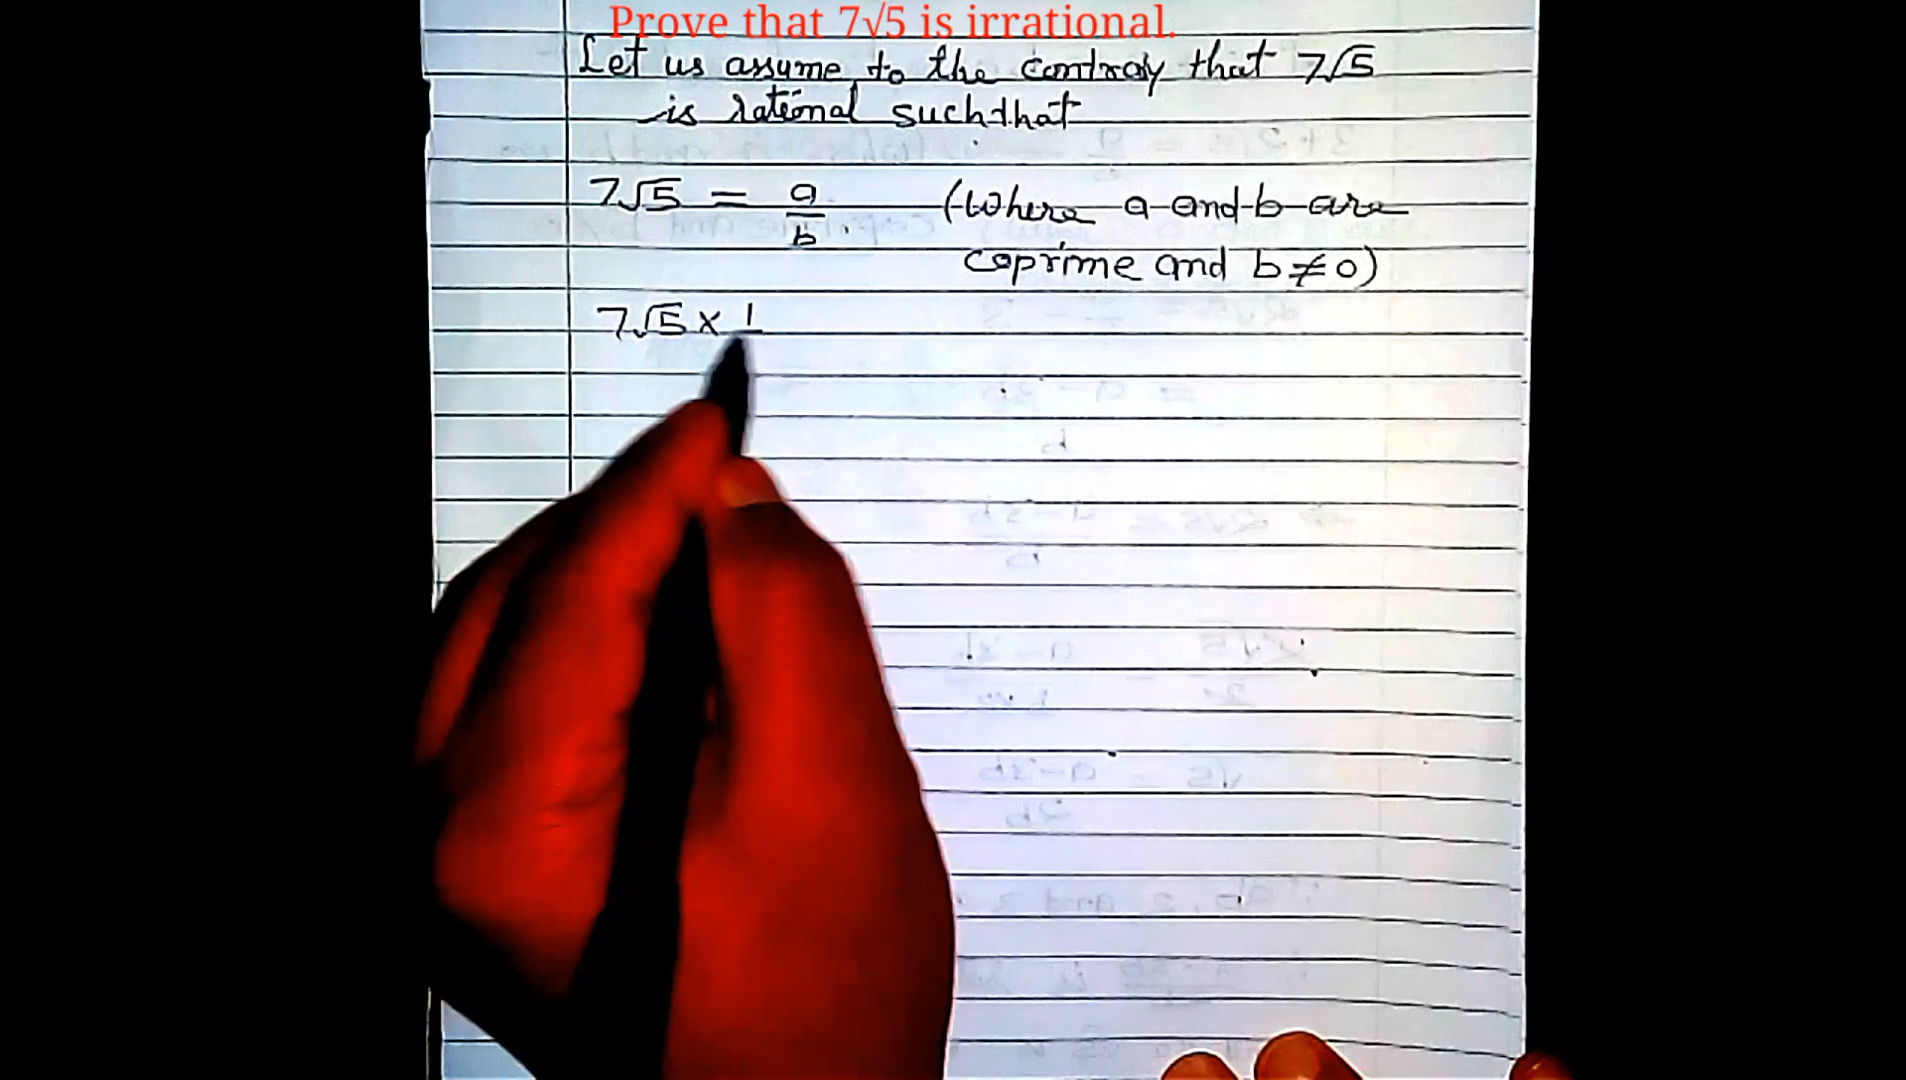 Prove that 7√5 is irrational.
Let us assume to the contrary that 7√5
is rational such that
7√5 = a/b (where a and b are
coprime and b ≠ 0)
7√5 × 1